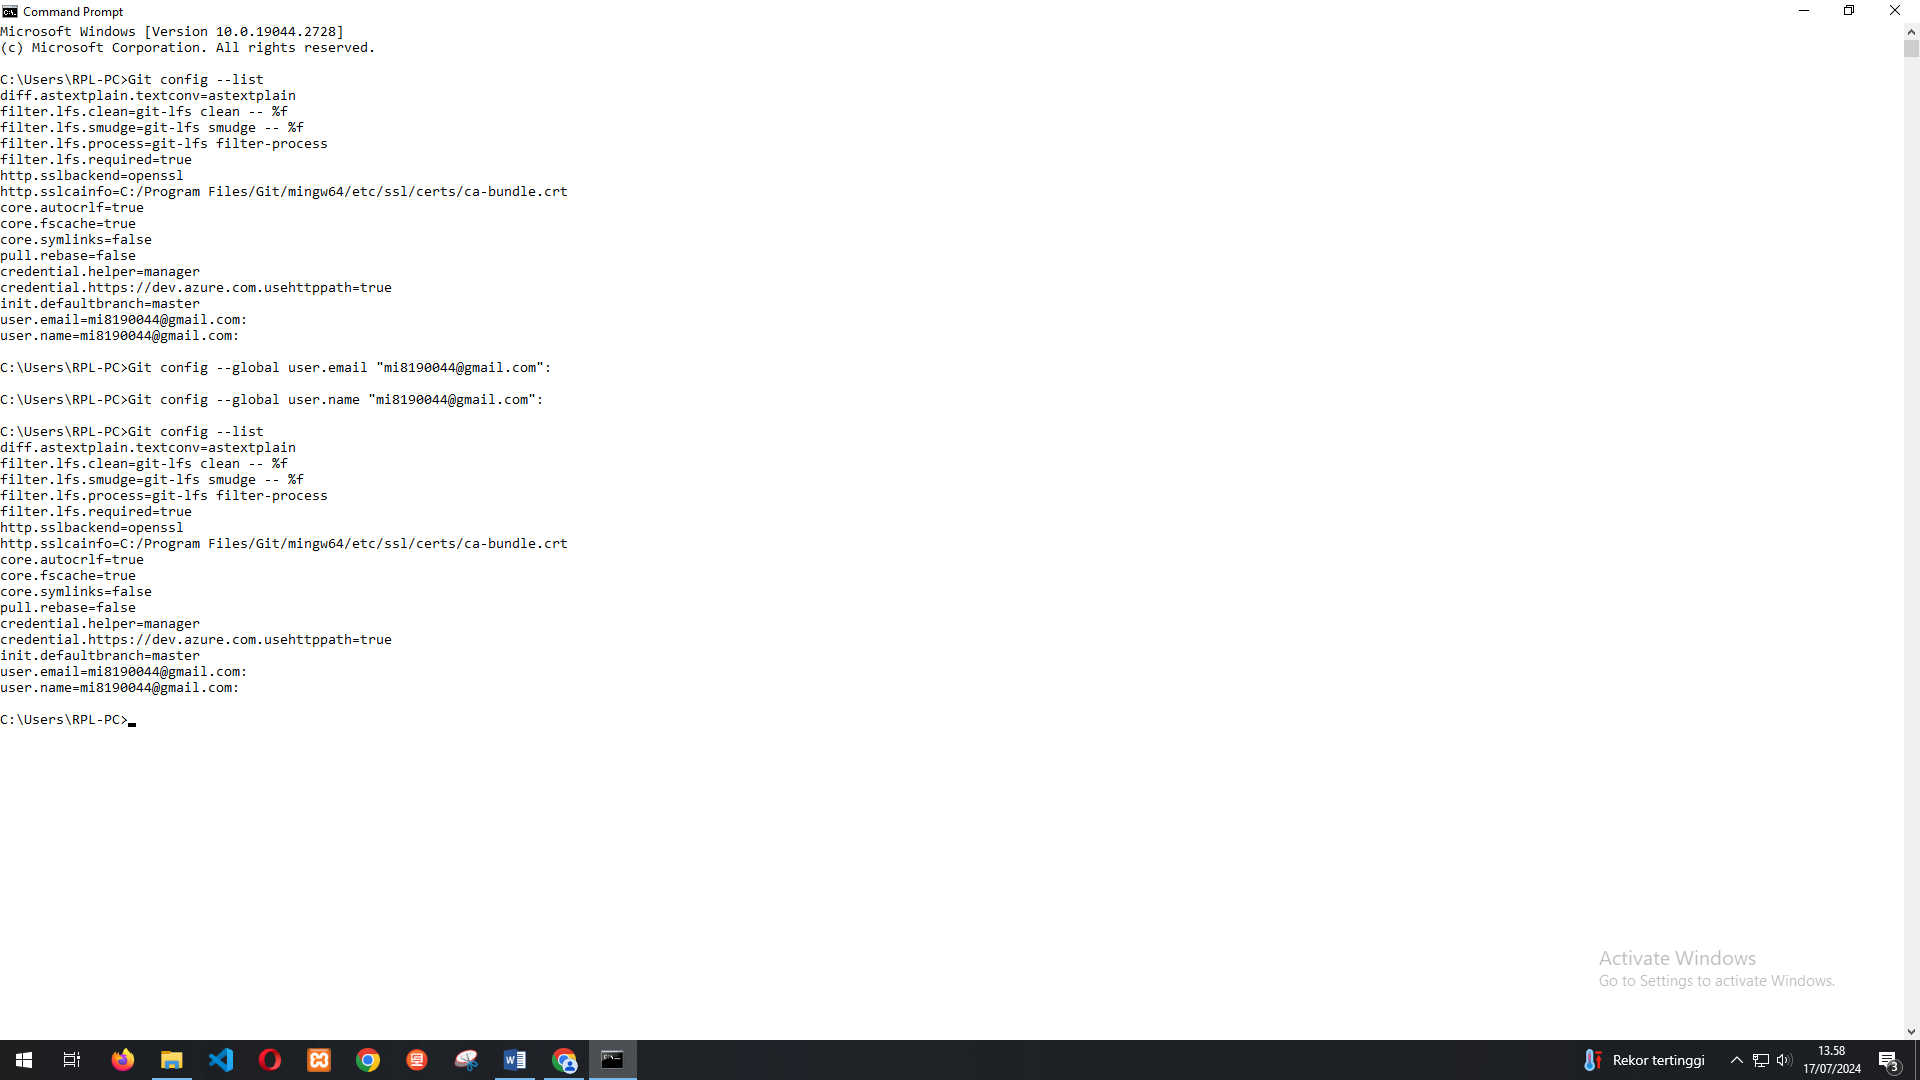 Command Prompt
Microsoft Windows [Version 10.0.19044.2728]
(c) Microsoft Corporation. All rights reserved.
C:\Users\RPL-PC>Git config --list
diff.astextplain.textconv=astextplain
filter.lfs.clean=git-lfs clean -- %f
filter.lfs.smudge=git-lfs smudge -- %f
filter.lfs.process=git-lfs filter-process
filter.lfs.required=true
http.sslbackend=openssl
http.sslcainfo=C:/Program Files/Git/mingw64/etc/ssl/certs/ca-bundle.crt
core.autocrlf=true
core.fscache=true
core.symlinks=false
pull.rebase=false
credential.helper=manager
credential.https://dev.azure.com.usehttppath=true
init.defaultbranch=master
user.email=mi8190044@gmail.com:
user.name=mi8190044@gmail.com:
C:\Users\RPL-PC>Git config --global user.email "mi8190044@gmail.com":
C:\Users\RPL-PC>Git config --global user.name "mi8190044@gmail.com":
C:\Users\RPL-PC>Git config --list
diff.astextplain.textconv=astextplain
filter.lfs.clean=git-lfs clean -- %f
filter.lfs.smudge=git-lfs smudge -- %f
filter.lfs.process=git-lfs filter-process
filter.lfs.required=true
http.sslbackend=openssl
http.sslcainfo=C:/Program Files/Git/mingw64/etc/ssl/certs/ca-bundle.crt
core.autocrlf=true
core.fscache=true
core.symlinks=false
pull.rebase=false
credential.helper=manager
credential.https://dev.azure.com.usehttppath=true
init.defaultbranch=master
user.email=mi8190044@gmail.com:
user.name=mi8190044@gmail.com:
C:\Users\RPL-PC>
Activate Windows
Go to Settings to activate Windows.
Rekor tertinggi
13.58
17/07/2024
3